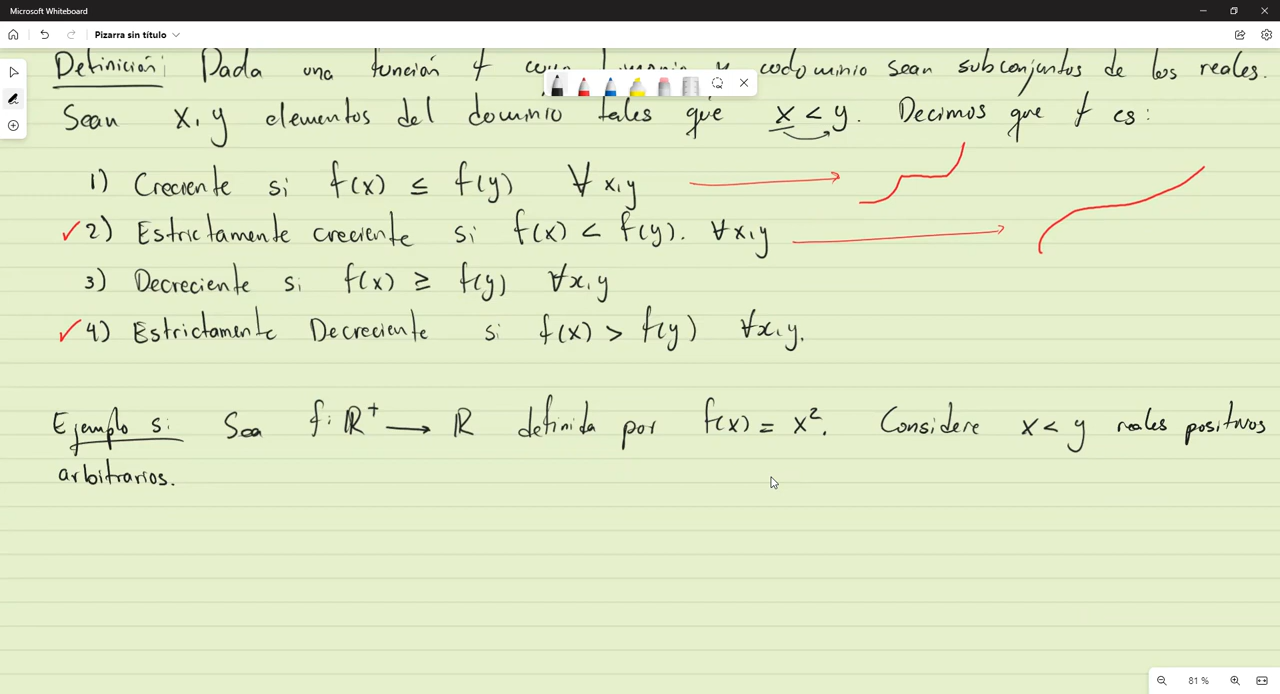 Microsoft Whiteboard
Pizarra sin título
Definición: Dada una función f cuyo y codominio sean subconjuntos de los reales.
Sean x, y elementos del dominio tales que x < y. Decimos que f es:
1) Creciente si f(x) ≤ f(y) ∀ x,y
✓ 2) Estrictamente creciente si f(x) < f(y). ∀x,y
3) Decreciente si f(x) ≥ f(y) ∀x,y
✓ 4) Estrictamente Decreciente si f(x) > f(y) ∀x,y.
Ejemplo si: Sea f: ℝ⁺ → ℝ definida por f(x) = x². Considere x < y reales positivos
arbitrarios.
81 %